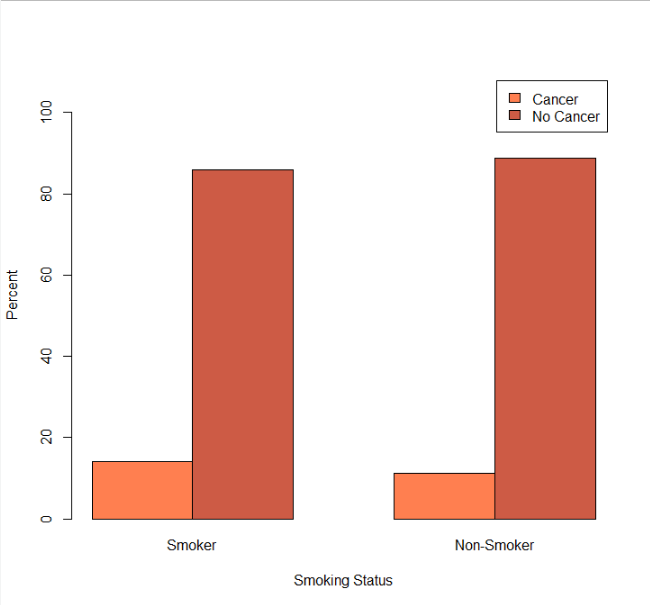 Cancer
No Cancer
100
80
60
40
20
0
Percent
Smoker
Non-Smoker
Smoking Status